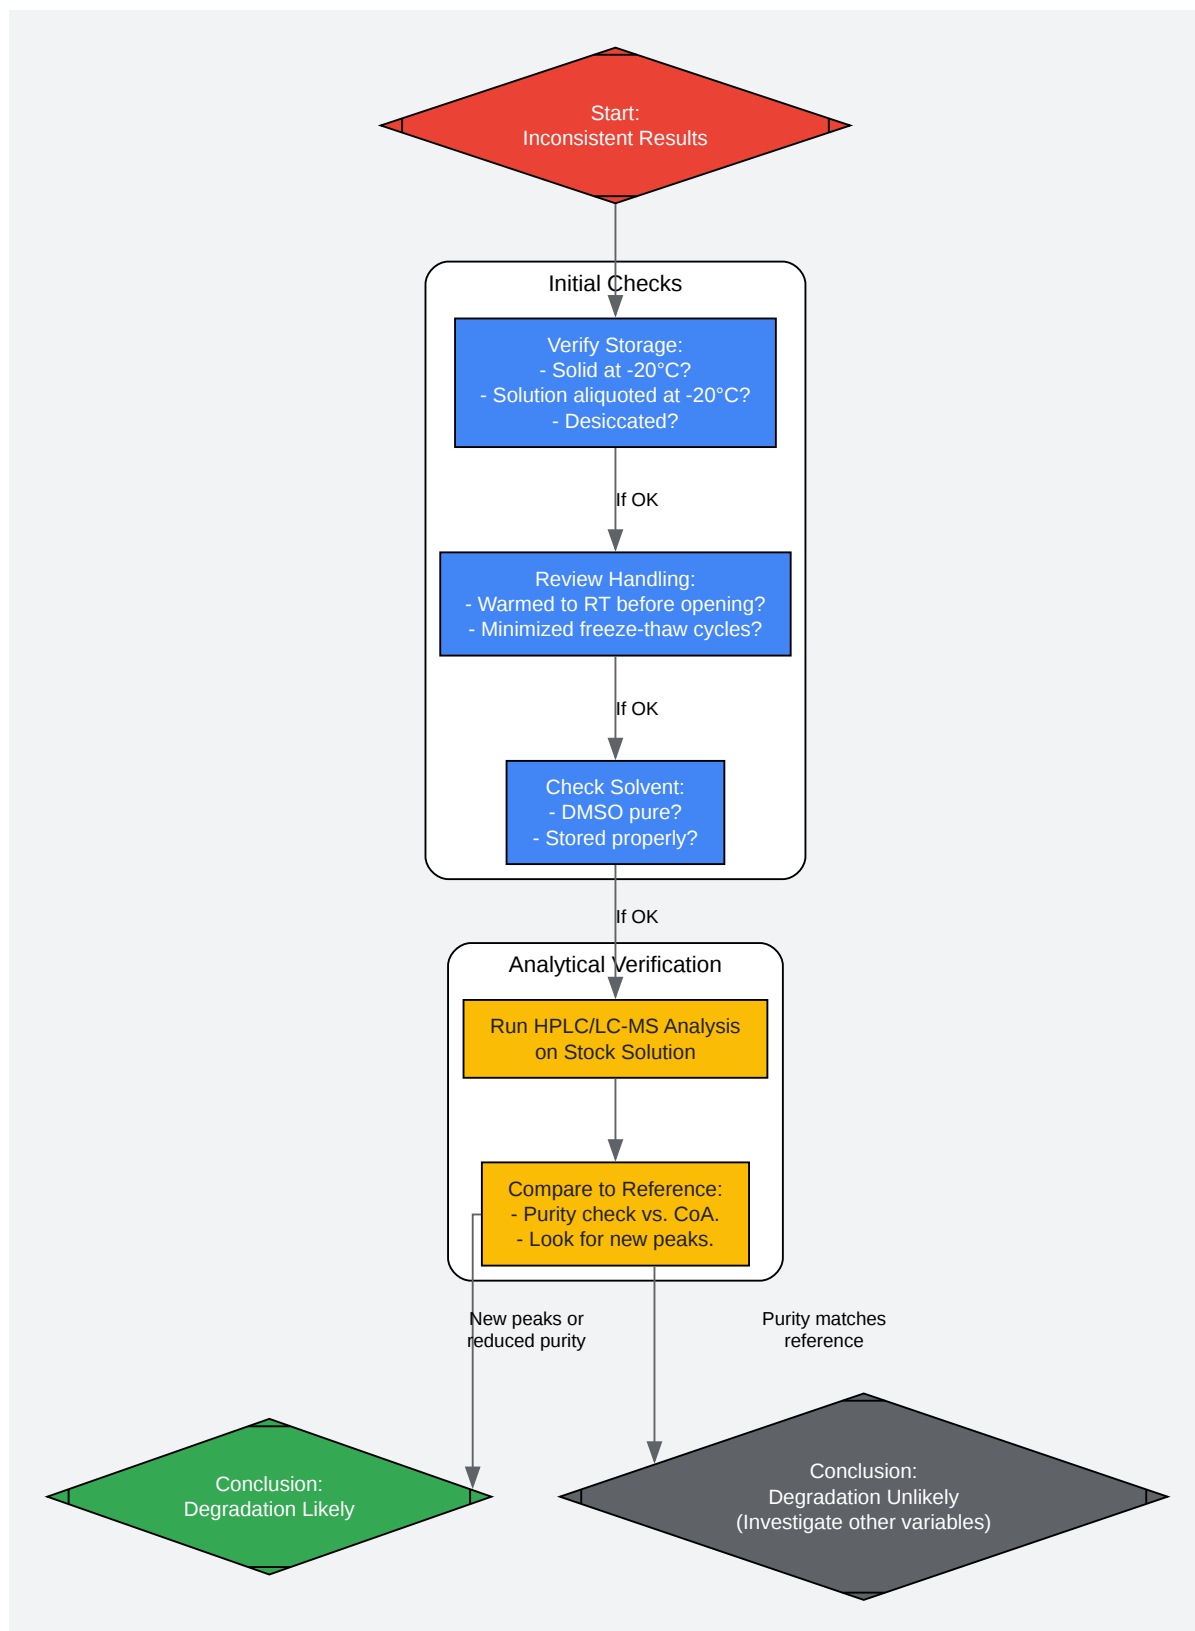 Start:
Inconsistent Results
Initial Checks
Verify Storage:
- Solid at -20°C?
- Solution aliquoted at -20°C?
- Desiccated?
If OK
Review Handling:
- Warmed to RT before opening?
- Minimized freeze-thaw cycles?
If OK
Check Solvent:
- DMSO pure?
- Stored properly?
If OK
Analytical Verification
Run HPLC/LC-MS Analysis
on Stock Solution
Compare to Reference:
- Purity check vs. CoA.
- Look for new peaks.
New peaks or
reduced purity
Purity matches
reference
Conclusion:
Degradation Likely
Conclusion:
Degradation Unlikely
(Investigate other variables)